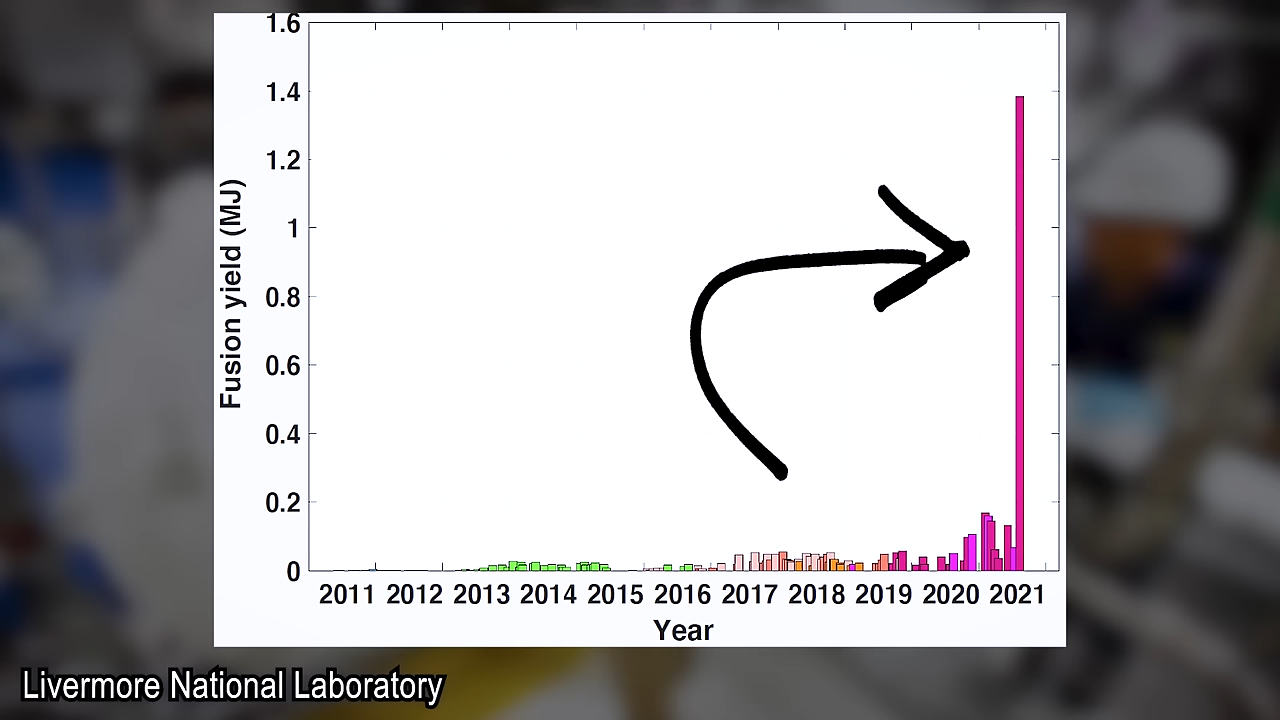 1.6
1.4
1.2
1
0.8
0.6
0.4
0.2
0
Fusion yield (MJ)
2011 2012 2013 2014 2015 2016 2017 2018 2019 2020 2021
Year
Livermore National Laboratory